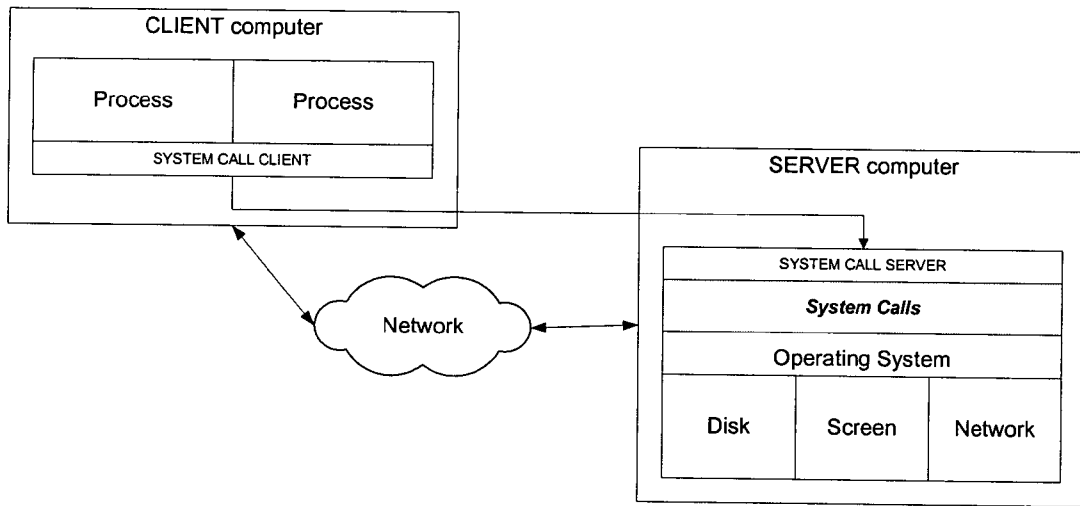 CLIENT computer
Process
Process
SYSTEM CALL CLIENT
SERVER computer
SYSTEM CALL SERVER
System Calls
Operating System
Disk
Screen
Network
Network